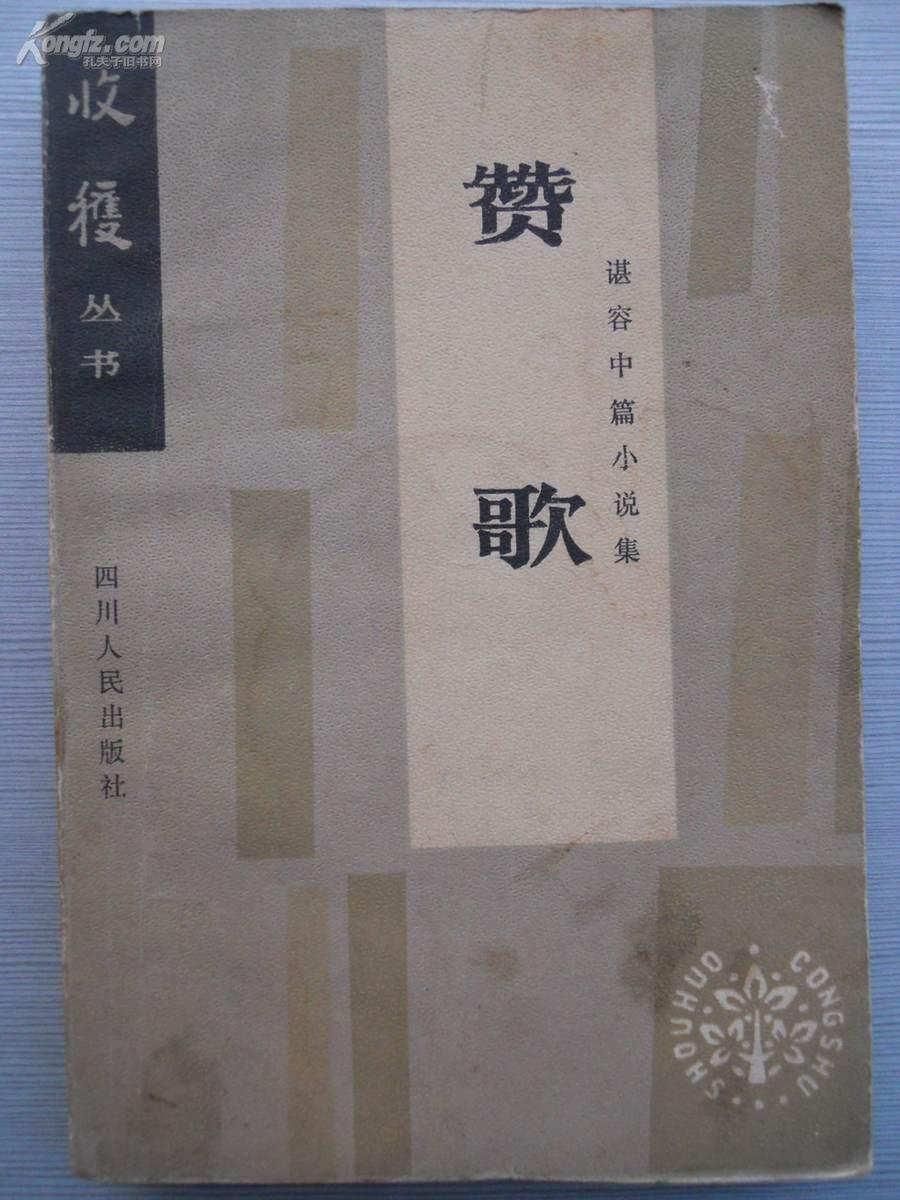 Kongfz.com
孔夫子旧书网
收穫
丛书
赞歌
谌容中篇小说集
四川人民出版社
SHOUHUO CONGSHU